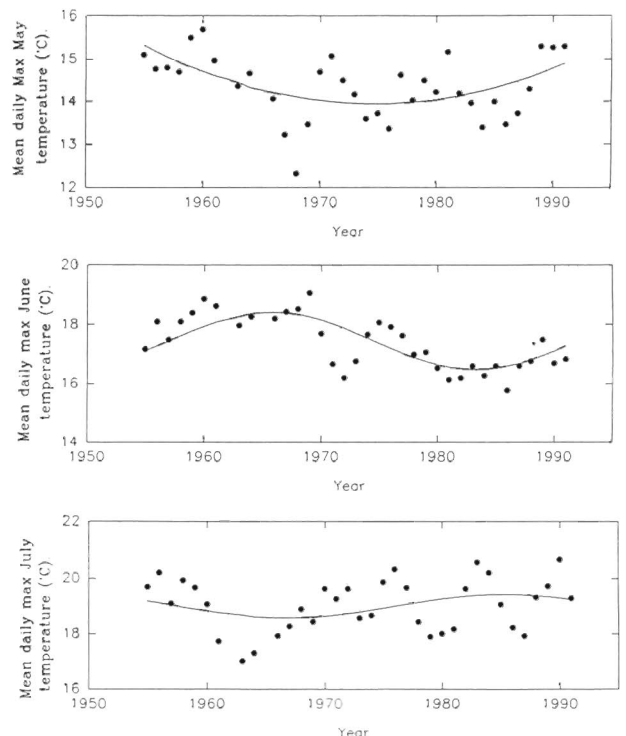 Mean daily Max May
temperature (°C).
16
15
14
13
12
1950 1960 1970 1980 1990
Year
Mean daily max June
temperature (°C).
20
18
16
14
1950 1960 1970 1980 1990
Year
Mean daily max July
temperature (°C).
22
20
18
16
1950 1960 1970 1980 1990
Year